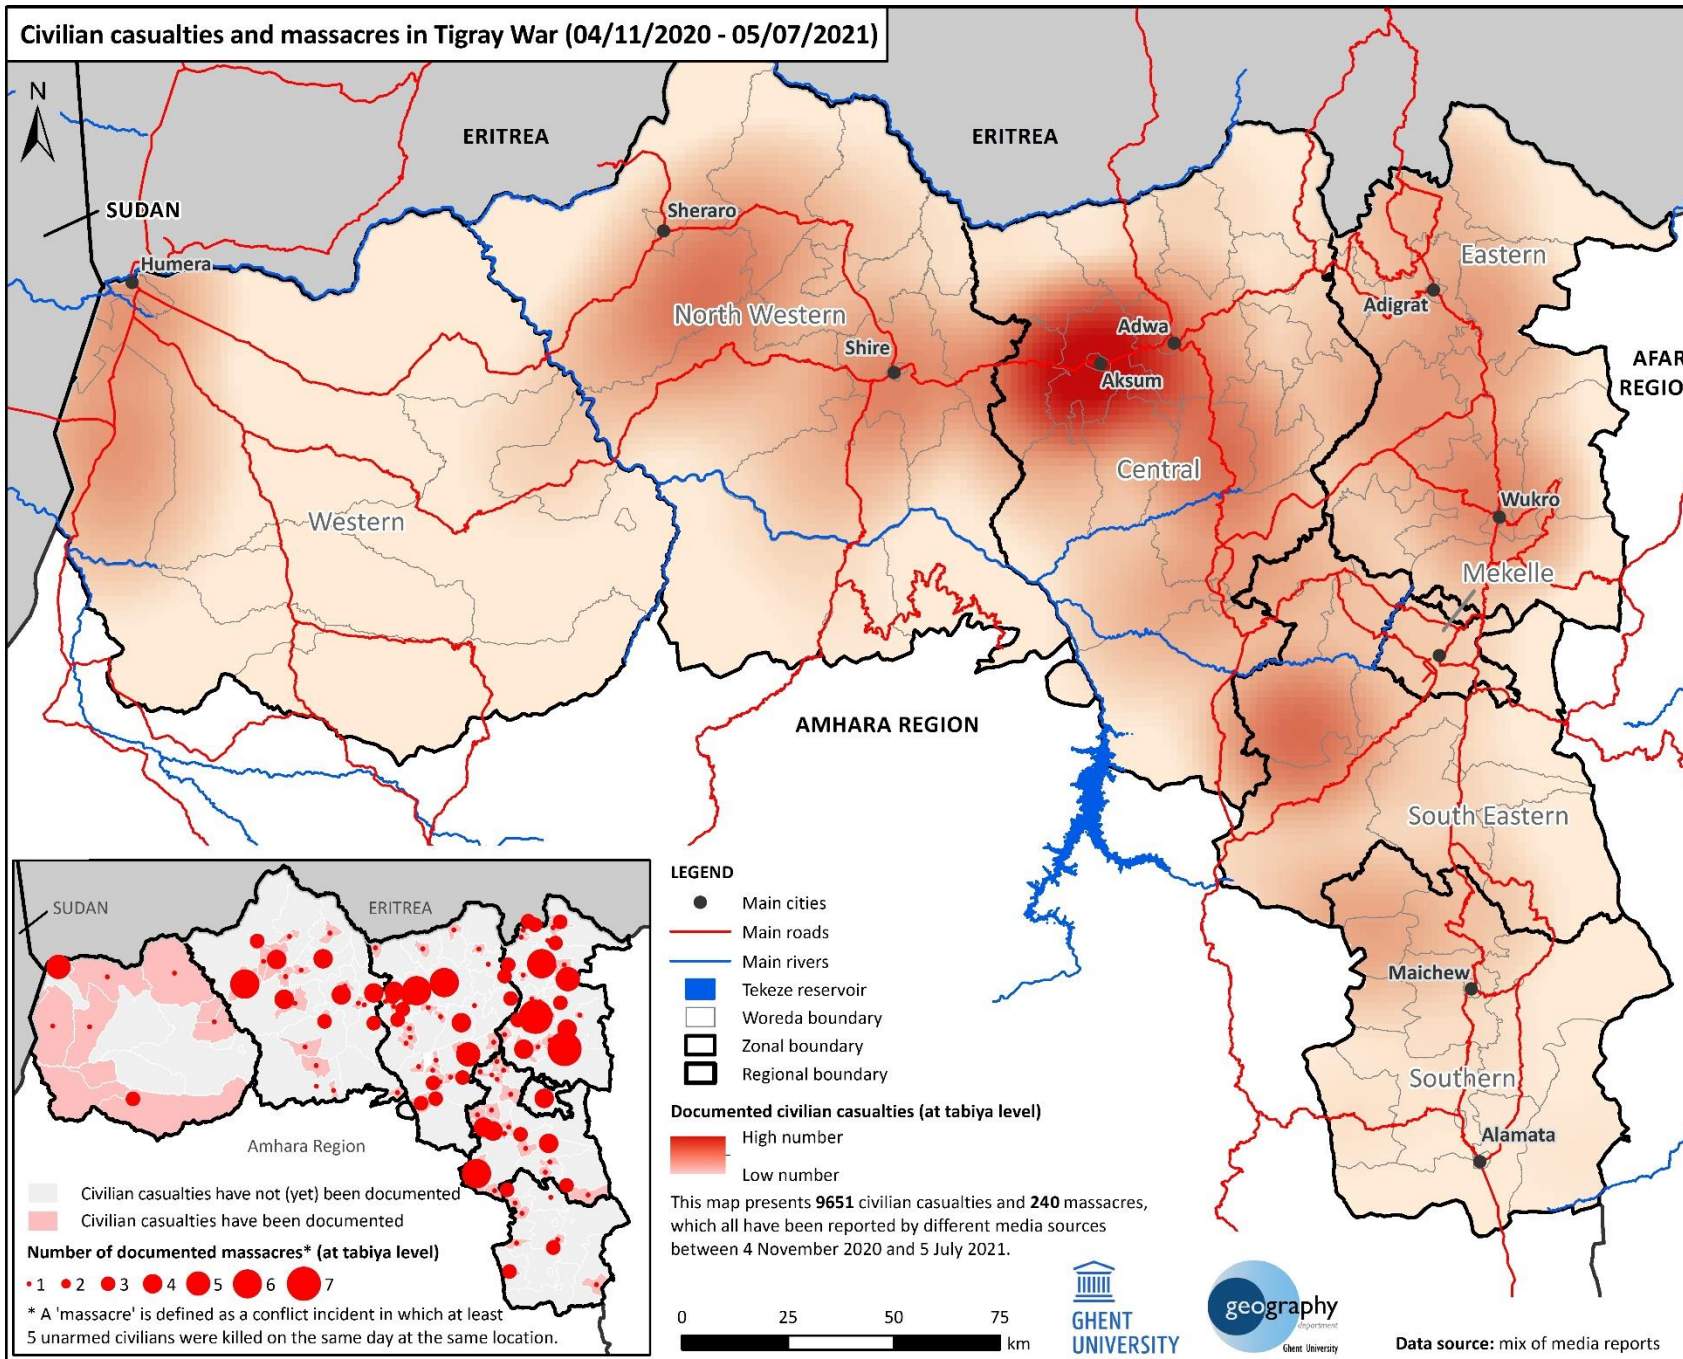 Civilian casualties and massacres in Tigray War (04/11/2020 - 05/07/2021)
N
ERITREA
ERITREA
SUDAN
Humera
Sheraro
North Western
Shire
Adwa
Aksum
Central
Eastern
Adigrat
AFAR
REGIO
Wukro
Mekelle
Western
AMHARA REGION
South Eastern
Maichew
Southern
Alamata
SUDAN
ERITREA
Amhara Region
Civilian casualties have not (yet) been documented
Civilian casualties have been documented
Number of documented massacres* (at tabiya level)
1 2 3 4 5 6 7
* A 'massacre' is defined as a conflict incident in which at least
5 unarmed civilians were killed on the same day at the same location.
LEGEND
Main cities
Main roads
Main rivers
Tekeze reservoir
Woreda boundary
Zonal boundary
Regional boundary
Documented civilian casualties (at tabiya level)
High number
Low number
This map presents 9651 civilian casualties and 240 massacres,
which all have been reported by different media sources
between 4 November 2020 and 5 July 2021.
0 25 50 75
km
GHENT
UNIVERSITY
geography
department
Ghent University
Data source: mix of media reports